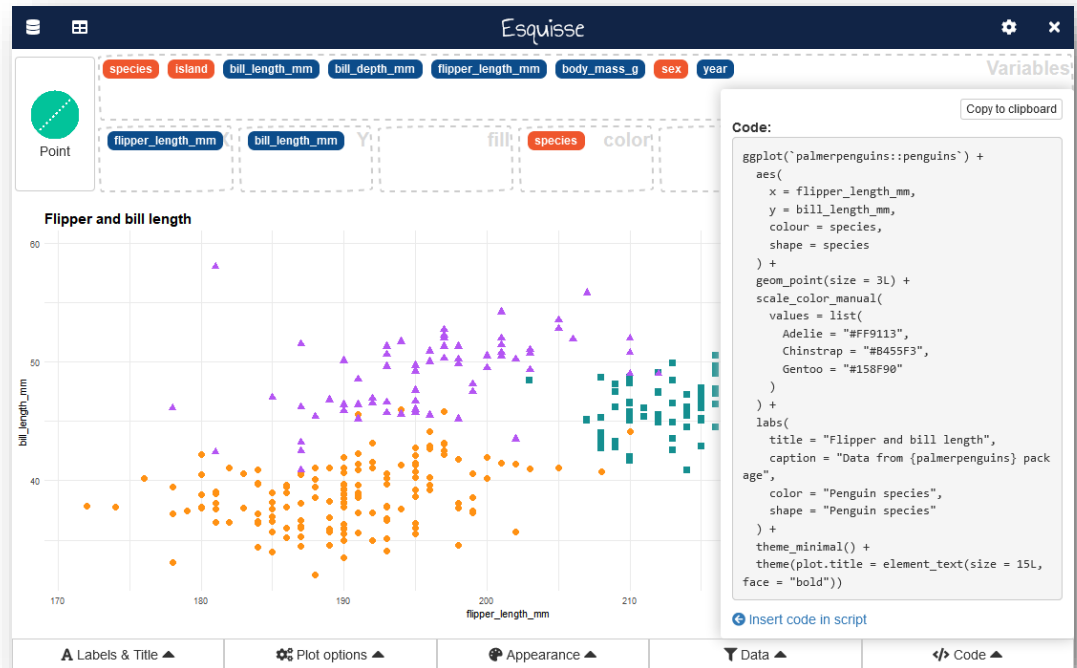 Esquisse
species island bill_length_mm bill_depth_mm flipper_length_mm body_mass_g sex year Variables
Point
flipper_length_mm X bill_length_mm Y fill species color
Flipper and bill length
60
50
40
bill_length_mm
170 180 190 200 210
flipper_length_mm
Copy to clipboard
Code:
ggplot(`palmerpenguins::penguins`) +
  aes(
    x = flipper_length_mm,
    y = bill_length_mm,
    colour = species,
    shape = species
  ) +
  geom_point(size = 3L) +
  scale_color_manual(
    values = list(
      Adelie = "#FF9113",
      Chinstrap = "#B455F3",
      Gentoo = "#158F90"
    )
  ) +
  labs(
    title = "Flipper and bill length",
    caption = "Data from {palmerpenguins} pack
age",
    color = "Penguin species",
    shape = "Penguin species"
  ) +
  theme_minimal() +
  theme(plot.title = element_text(size = 15L,
face = "bold"))
Insert code in script
Labels & Title Plot options Appearance Data </> Code